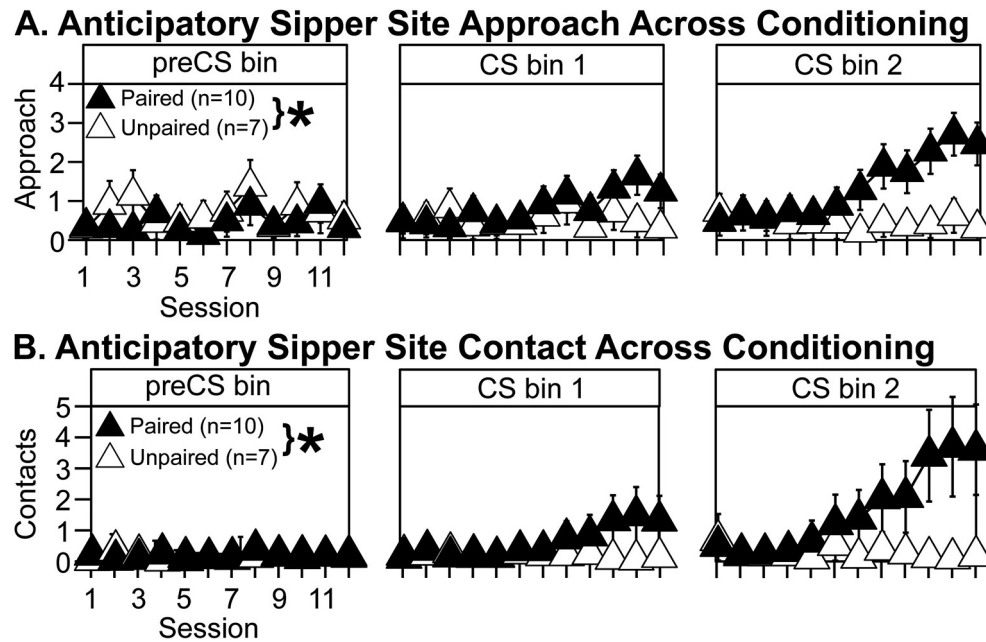 A. Anticipatory Sipper Site Approach Across Conditioning
preCS bin
CS bin 1
CS bin 2
Approach
4
3
2
1
0
Paired (n=10)
Unpaired (n=7)
} *
1 3 5 7 9 11
Session
B. Anticipatory Sipper Site Contact Across Conditioning
preCS bin
CS bin 1
CS bin 2
Contacts
5
4
3
2
1
0
Paired (n=10)
Unpaired (n=7)
} *
1 3 5 7 9 11
Session